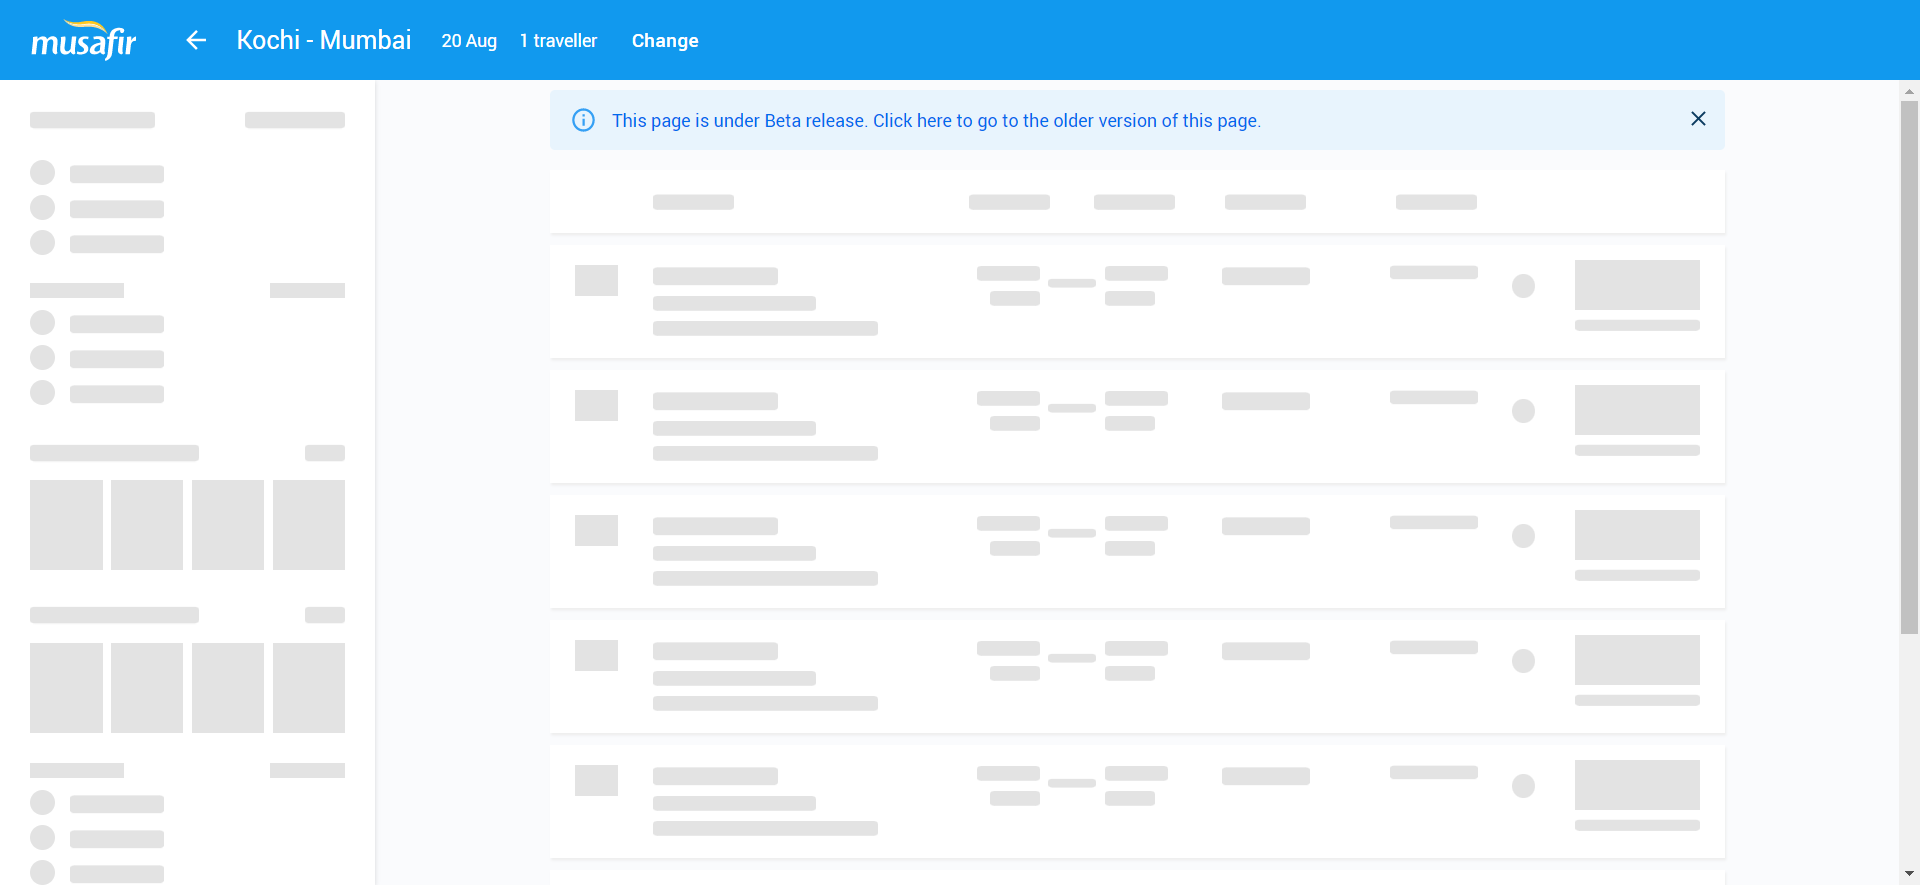 musafir
Kochi - Mumbai 20 Aug 1 traveller Change
This page is under Beta release. Click here to go to the older version of this page.